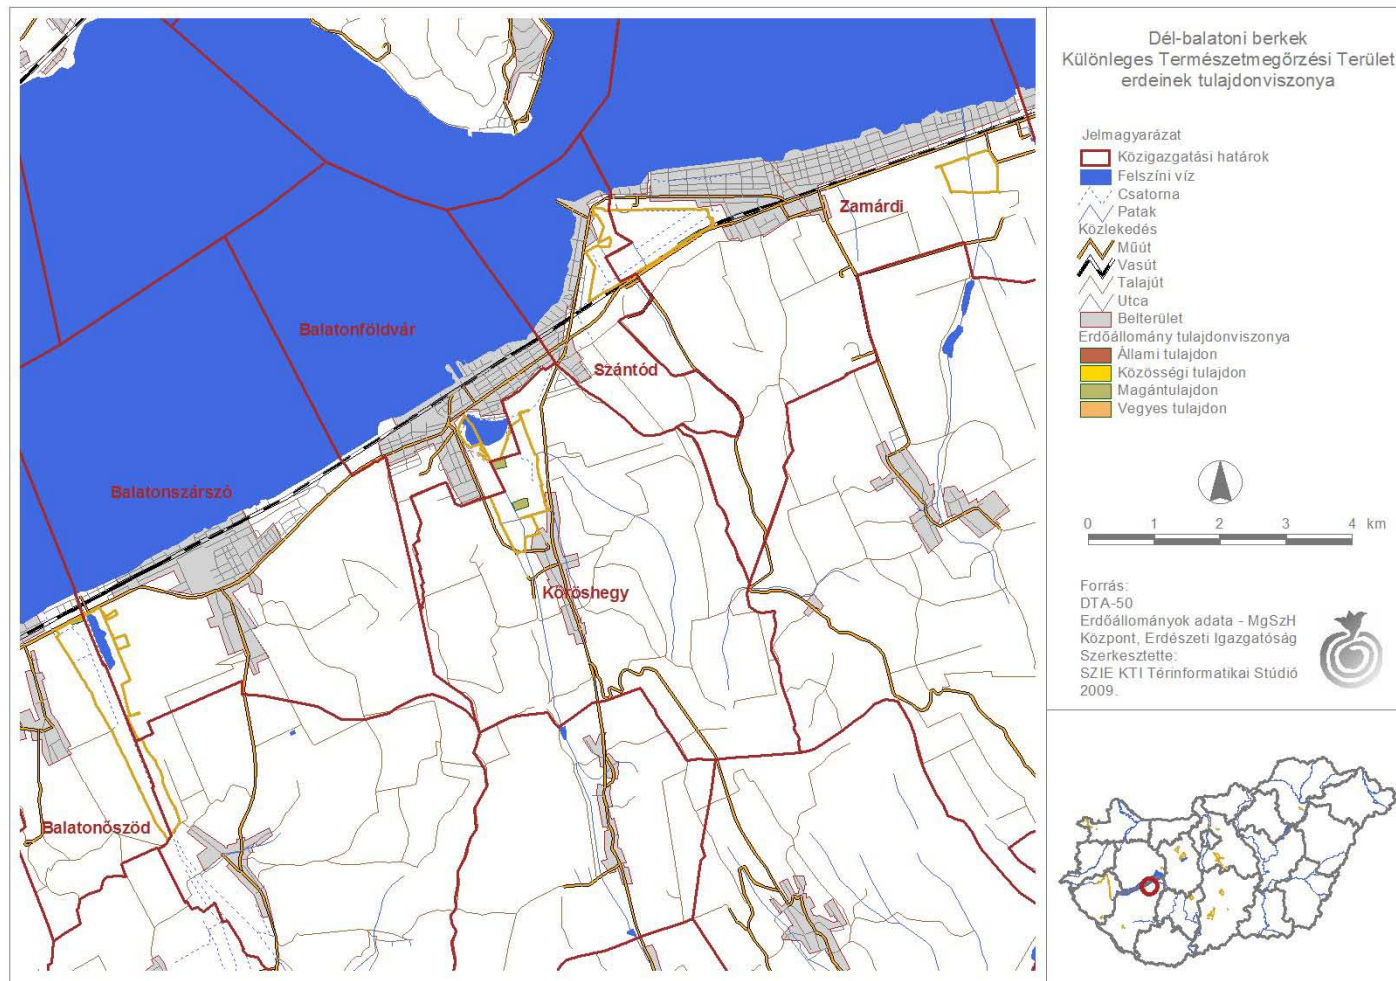 Dél-balatoni berkek
Különleges Természetmegőrzési Terület
erdeinek tulajdonviszonya
Jelmagyarázat
Közigazgatási határok
Felszíni víz
Csatorna
Patak
Közlekedés
Műút
Vasút
Talajút
Utca
Belterület
Erdőállomány tulajdonviszonya
Állami tulajdon
Közösségi tulajdon
Magántulajdon
Vegyes tulajdon
0 1 2 3 4 km
Forrás:
DTA-50
Erdőállományok adata - MgSzH
Központ, Erdészeti Igazgatóság
Szerkesztette:
SZIE KTI Térinformatikai Stúdió
2009.
Zamárdi
Balatonföldvár
Szántód
Balatonszárszó
Kőröshegy
Balatonőszöd